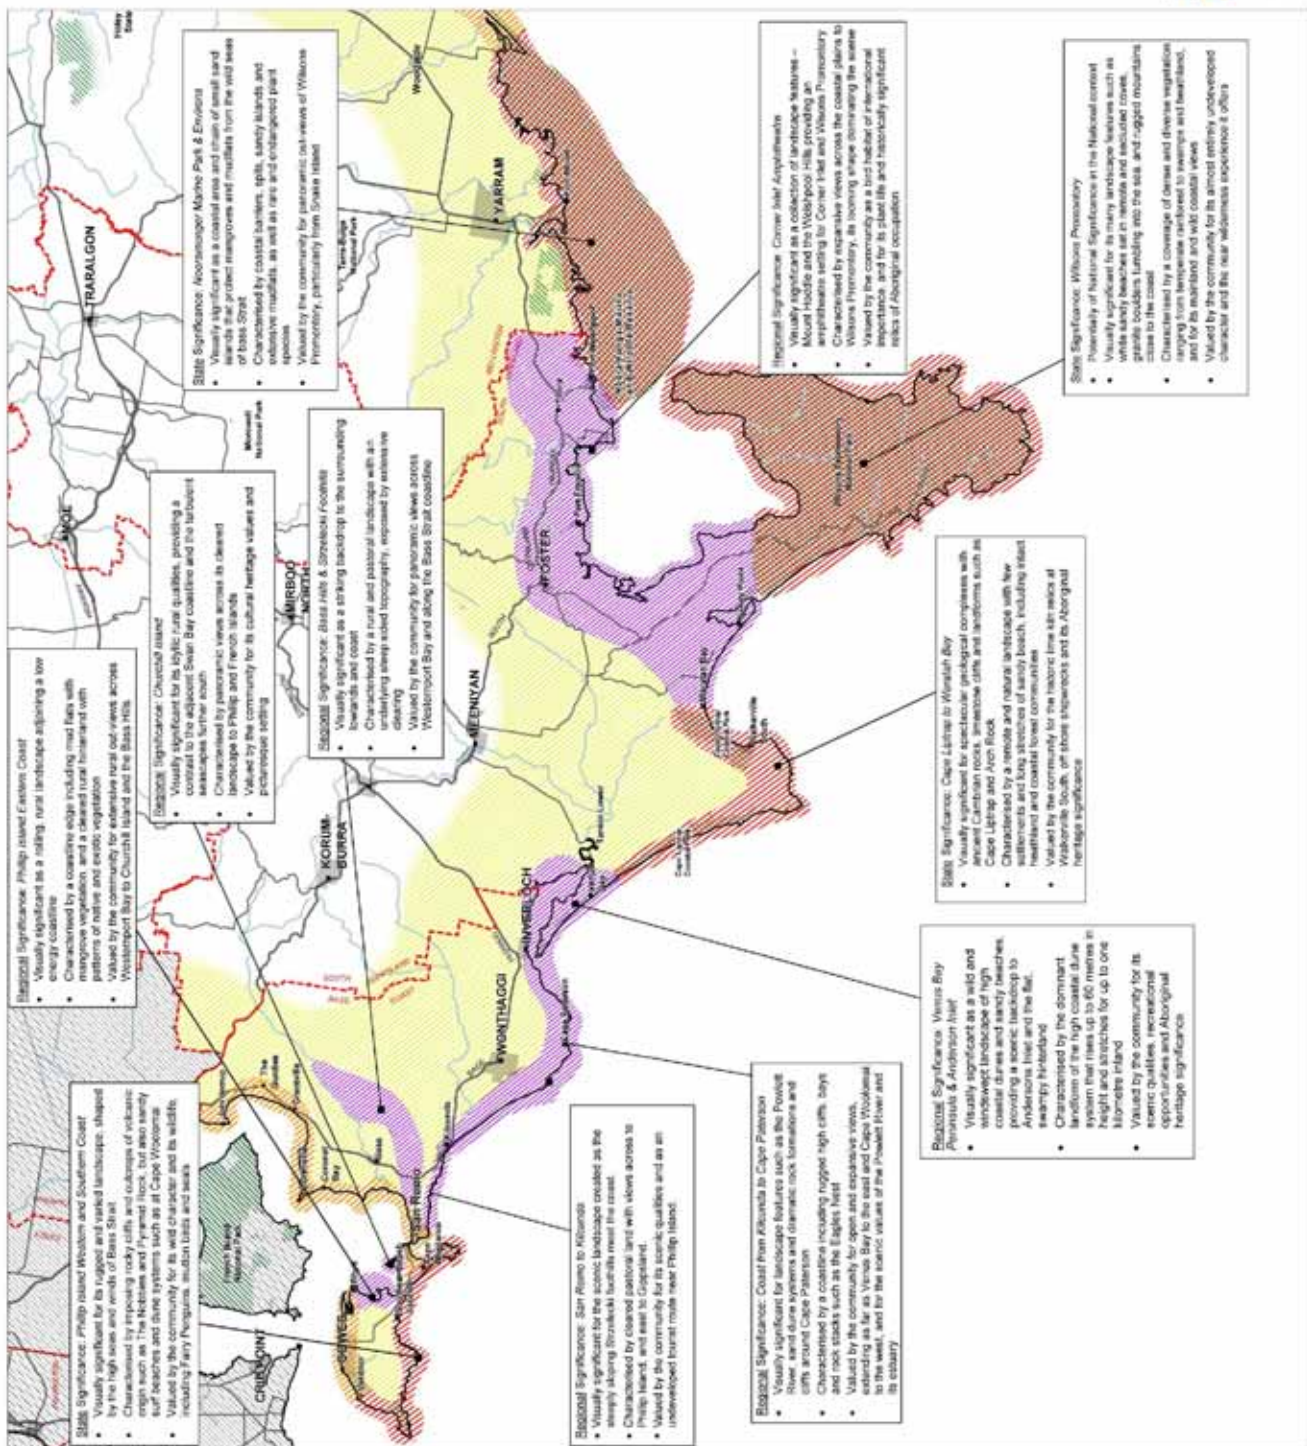 State Significance: Phillip Island Western and Southern Coast
• Visually significant for its rugged and varied landscape, shaped
by the high seas and winds of Bass Strait
• Characterised by imposing rocky cliffs and outcrops of volcanic
origin such as The Nobbies and Pyramid Rock, but also sandy
surf beaches and dune systems such as at Cape Woolamai
• Valued by the community for its wild character and its wildlife,
including Fairy Penguins, mutton birds and seals
Regional Significance: Phillip Island Eastern Coast
• Visually significant as a rolling, rural landscape adjoining a low
energy coastline
• Characterised by a coastline edge including mud flats with
mangrove vegetation, and a cleared rural hinterland with
patterns of native and exotic vegetation
• Valued by the community for extensive rural out-views across
Westernport Bay to Churchill Island and the Bass Hills
Regional Significance: Churchill Island
• Visually significant for its idyllic rural qualities, providing a
contrast to the adjacent Swan Bay coastline and the turbulent
seascapes further south
• Characterised by panoramic views across its cleared
landscape to Phillip and French Islands
• Valued by the community for its cultural heritage values and
picturesque setting
Regional Significance: Bass Hills & Strzelecki Foothills
• Visually significant as a striking backdrop to the surrounding
lowlands and coast
• Characterised by a rural and pastoral landscape with an
underlying steep sided topography, exposed by extensive
clearing
• Valued by the community for panoramic views across
Westernport Bay and along the Bass Strait coastline
State Significance: Nooramunga Marine Park & Environs
• Visually significant as a coastal area and chain of small sand
islands that protect mangroves and mudflats from the wild seas
of bass Strait
• Characterised by coastal barriers, spits, sandy islands and
extensive mudflats, as well as rare and endangered plant
species
• Valued by the community for panoramic out-views of Wilsons
Promontory, particularly from Snake Island
TRARALGON
MOE
MIRBOO
NORTH
Morwell
National Park
Tarra-Bulga
National Park
YARRAM
KORUM-
BURRA
MEENIYAN
FOSTER
INVERLOCH
WONTHAGGI
San Remo
COWES
CRIB POINT
French Island
National Park
The
Gurdies
Bass
Tarwin Lower
Walkerville
South
Cape Liptrap
Coastal Park
Wilsons Promontory
National Park
Regional Significance: San Remo to Kilcunda
• Visually significant for the scenic landscape created as the
steeply sloping Strzelecki foothills meet the coast
• Characterised by cleared pastoral land with views across to
Phillip Island, and east to Gippsland.
• Valued by the community for its scenic qualities and as an
undeveloped tourist route near Phillip Island.
Regional Significance: Coast from Kilcunda to Cape Paterson
• Visually significant for landscape features such as the Powlett
River, sand dune systems and dramatic rock formations and
cliffs around Cape Paterson
• Characterised by a coastline including rugged high cliffs, bays
and rock stacks such as the Eagles Nest
• Valued by the community for open and expansive views,
extending as far as Venus Bay to the east and Cape Woolamai
to the west, and for the scenic values of the Powlett River and
its estuary
Regional Significance: Venus Bay
Peninsula & Anderson Inlet
• Visually significant as a wild and
windswept landscape of high
coastal dunes and sandy beaches,
providing a scenic backdrop to
Andersons Inlet and the flat,
swampy hinterland
• Characterised by the dominant
landform of the high coastal dune
system that rises up to 60 metres in
height and stretches for up to one
kilometre inland
• Valued by the community for its
scenic qualities, recreational
opportunities and Aboriginal
heritage significance
State Significance: Cape Liptrap to Waratah Bay
• Visually significant for spectacular geological complexes with
ancient Cambrian rocks, limestone cliffs and landforms such as
Cape Liptrap and Arch Rock
• Characterised by a remote and natural landscape with few
settlements and long stretches of sandy beach, including intact
heathland and coastal forest communities
• Valued by the community for the historic lime kiln relics at
Walkerville South, off shore shipwrecks and its Aboriginal
heritage significance
Regional Significance: Corner Inlet Amphitheatre
• Visually significant as a collection of landscape features –
Mount Hoddle and the Welshpool Hills providing an
amphitheatre setting for Corner Inlet and Wilsons Promontory
• Characterised by expansive views across the coastal plains to
Wilsons Promontory, its looming shape dominating the scene
• Valued by the community as a bird habitat of international
importance, and for its plant life and historically significant
relics of Aboriginal occupation
State Significance: Wilsons Promontory
• Potentially of National Significance in the National context
• Visually significant for its many landscape features such as
white sandy beaches set in remote and secluded coves,
granite boulders tumbling into the sea, and rugged mountains
close to the coast
• Characterised by a coverage of dense and diverse vegetation
ranging from temperate rainforest to swamps and heathland,
and for its mainland and wild coastal views
• Valued by the community for its almost entirely undeveloped
character and the near wilderness experience it offers